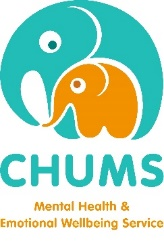 CHUMS
Mental Health &
Emotional Wellbeing Service